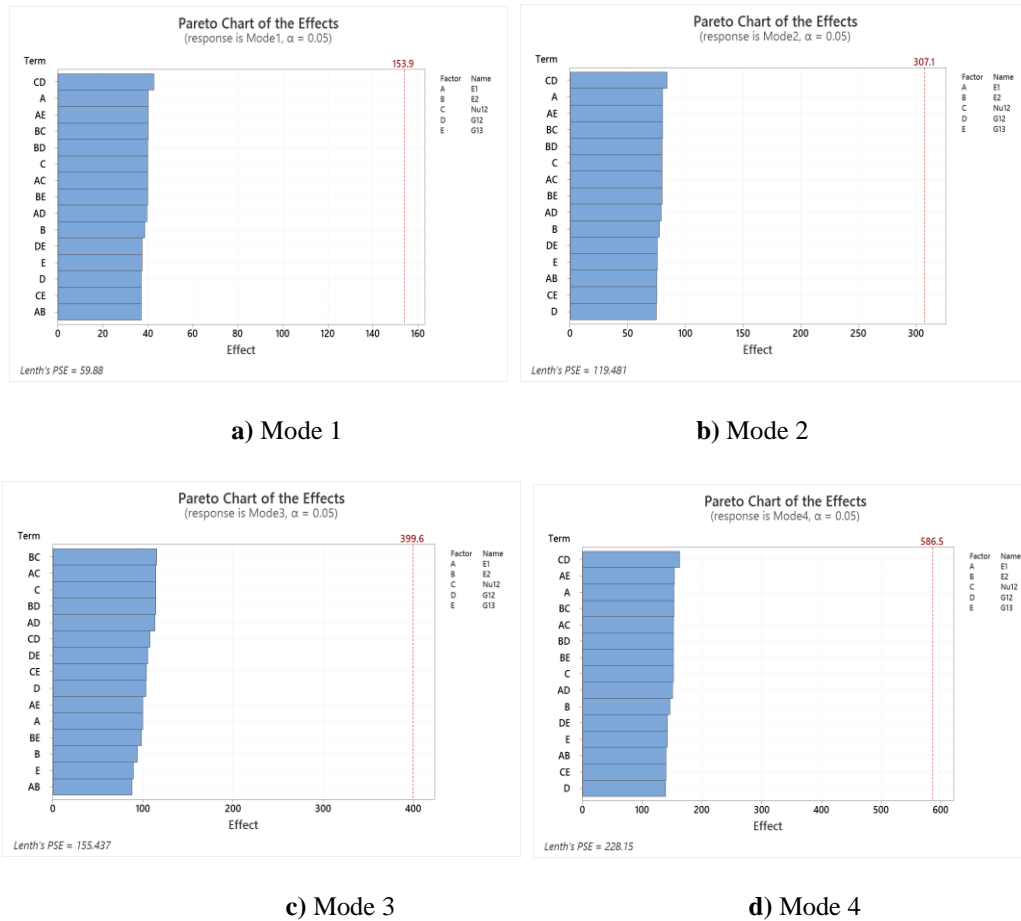 Pareto Chart of the Effects
(response is Mode1, α = 0.05)
Term
153.9
CD
A
AE
BC
BD
C
AC
BE
AD
B
DE
E
D
CE
AB
0 20 40 60 80 100 120 140 160
Effect
Lenth's PSE = 59.88
Factor Name
A E1
B E2
C Nu12
D G12
E G13
Pareto Chart of the Effects
(response is Mode2, α = 0.05)
Term
307.1
CD
A
AE
BC
BD
C
AC
BE
AD
B
DE
E
AB
CE
D
0 50 100 150 200 250 300
Effect
Lenth's PSE = 119.481
Factor Name
A E1
B E2
C Nu12
D G12
E G13
a) Mode 1
b) Mode 2
Pareto Chart of the Effects
(response is Mode3, α = 0.05)
Term
399.6
BC
AC
C
BD
AD
CD
DE
CE
D
AE
A
BE
B
E
AB
0 100 200 300 400
Effect
Lenth's PSE = 155.437
Factor Name
A E1
B E2
C Nu12
D G12
E G13
Pareto Chart of the Effects
(response is Mode4, α = 0.05)
Term
586.5
CD
AE
A
BC
AC
BD
BE
C
AD
B
DE
E
AB
CE
D
0 100 200 300 400 500 600
Effect
Lenth's PSE = 228.15
Factor Name
A E1
B E2
C Nu12
D G12
E G13
c) Mode 3
d) Mode 4